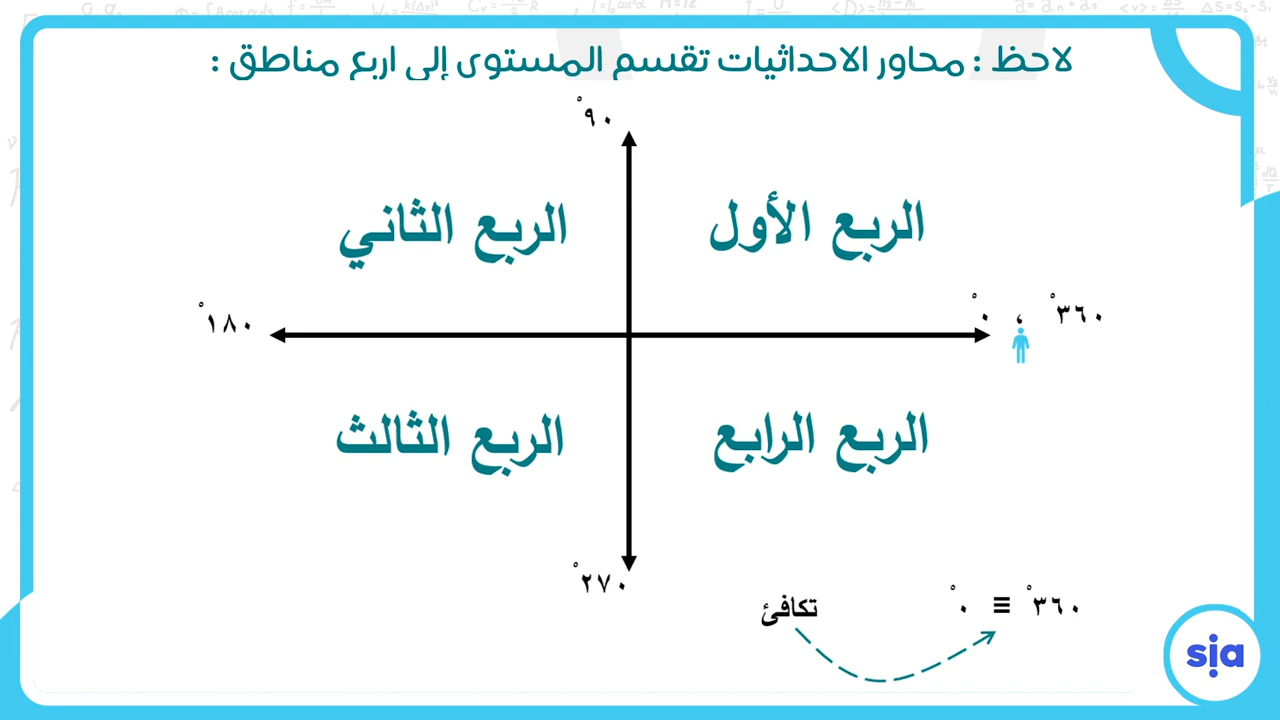 لاحظ : محاور الاحداثيات تقسم المستوى إلى اربع مناطق :
°٩٠
الربع الأول
الربع الثاني
°٣٦٠ ، °٠
°١٨٠
الربع الرابع
الربع الثالث
°٢٧٠
°٣٦٠ ≡ °٠
تكافئ
sia